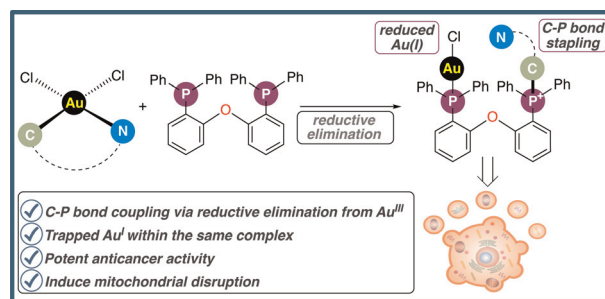 reduced
Au(I)
C-P bond
stapling
Cl
N
Cl
Cl
Au
C
Au
C
N
+
Ph
Ph
Ph
Ph
P
P
O
reductive
elimination
Ph
Ph
Ph
Ph
P
P+
O
C-P bond coupling via reductive elimination from AuIII
Trapped AuI within the same complex
Potent anticancer activity
Induce mitochondrial disruption